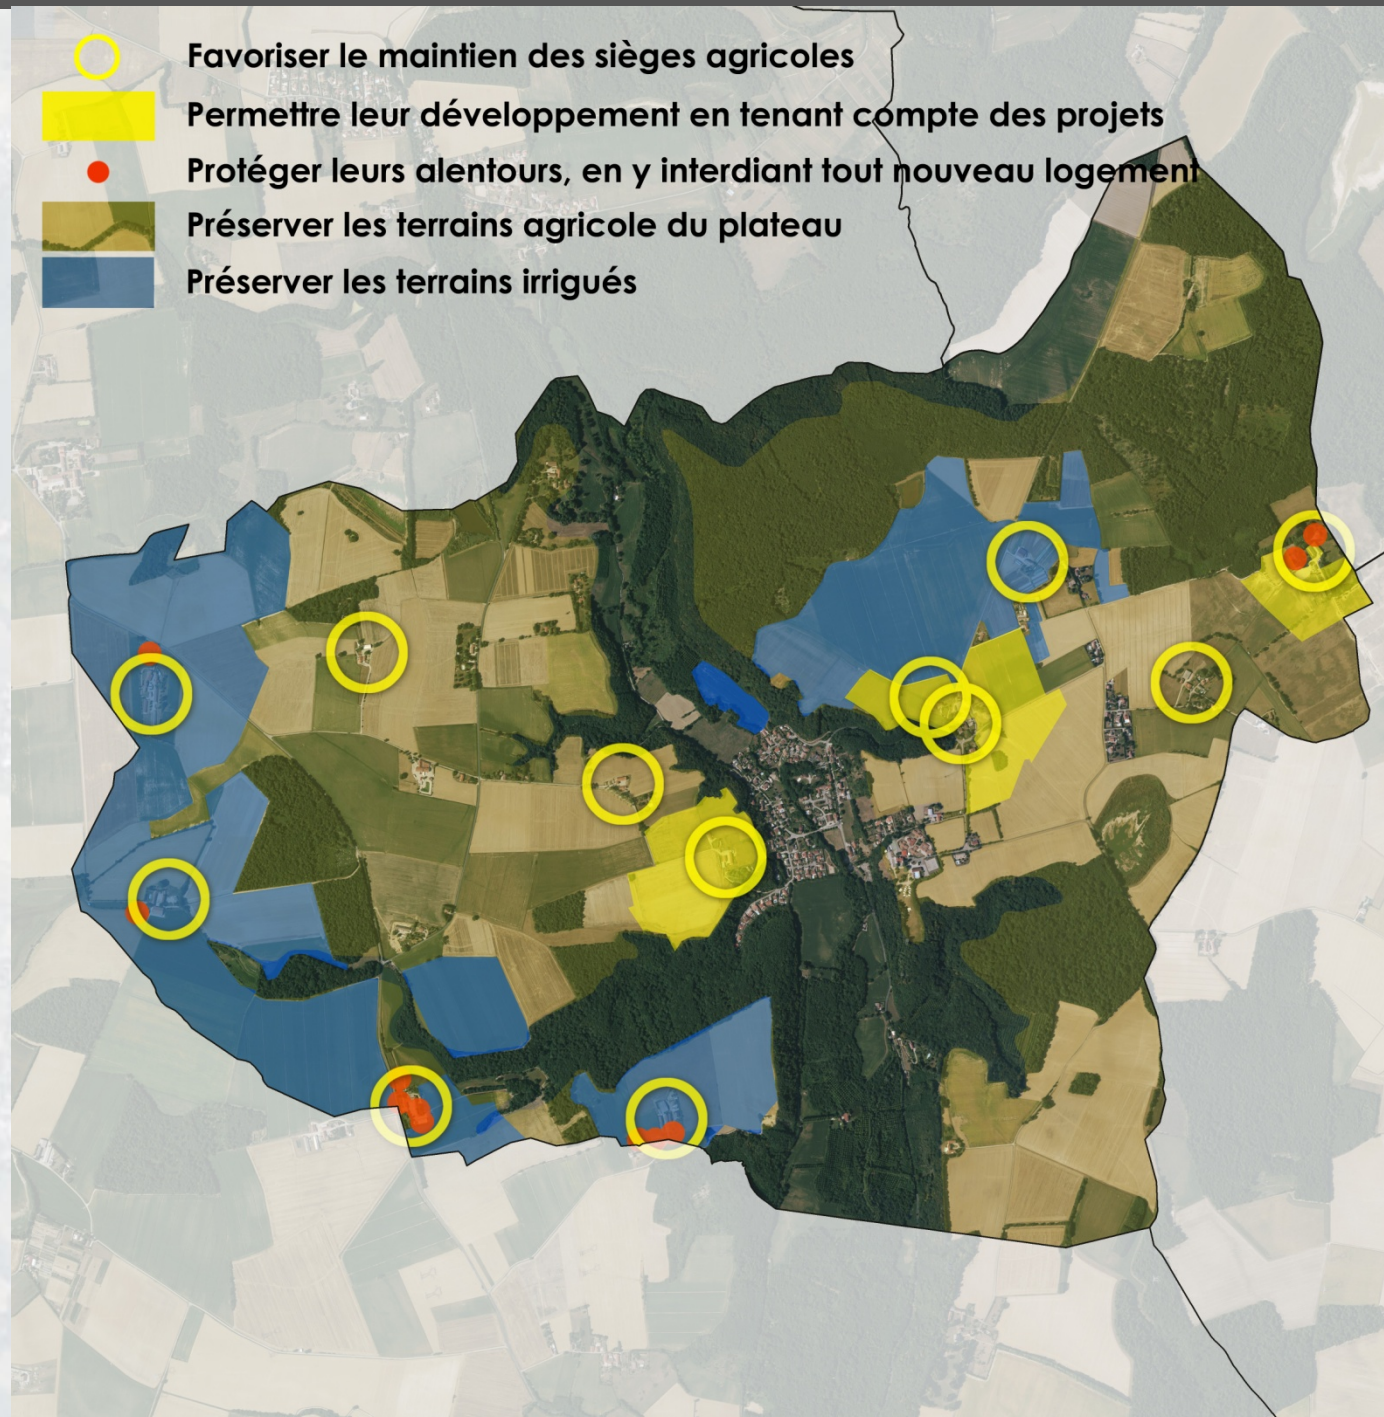 Favoriser le maintien des sièges agricoles
Permettre leur développement en tenant compte des projets
Protéger leurs alentours, en y interdiant tout nouveau logement
Préserver les terrains agricole du plateau
Préserver les terrains irrigués